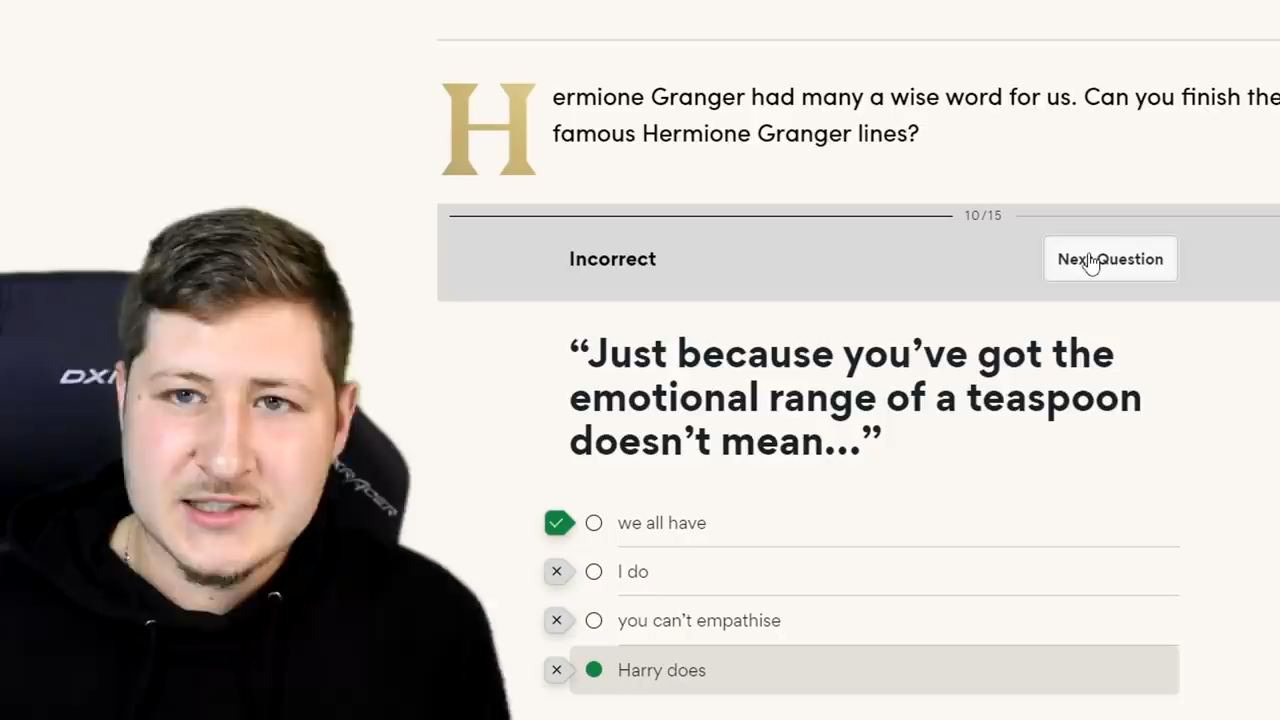 H
ermione Granger had many a wise word for us. Can you finish the
famous Hermione Granger lines?
10/15
Incorrect
Next Question
“Just because you’ve got the
emotional range of a teaspoon
doesn’t mean...”
we all have
I do
you can’t empathise
Harry does